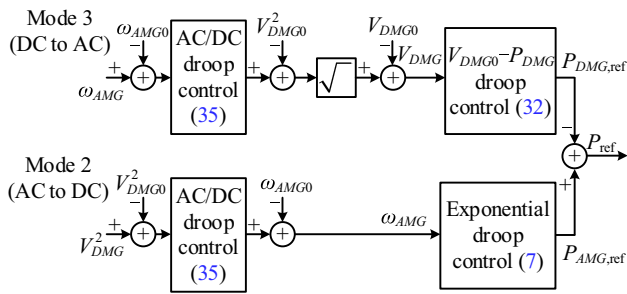 Mode 3
(DC to AC)
ω_AMG0
−
+
ω_AMG
+
AC/DC
droop
control
(35)
V²_DMG0
−
+
+
√
V_DMG0
−
+
+
V_DMG
V_DMG0−P_DMG
droop
control (32)
P_DMG,ref
−
+
P_ref
+
Mode 2
(AC to DC)
V²_DMG0
−
+
V²_DMG
+
AC/DC
droop
control
(35)
ω_AMG0
−
+
+
ω_AMG
Exponential
droop
control (7)
P_AMG,ref